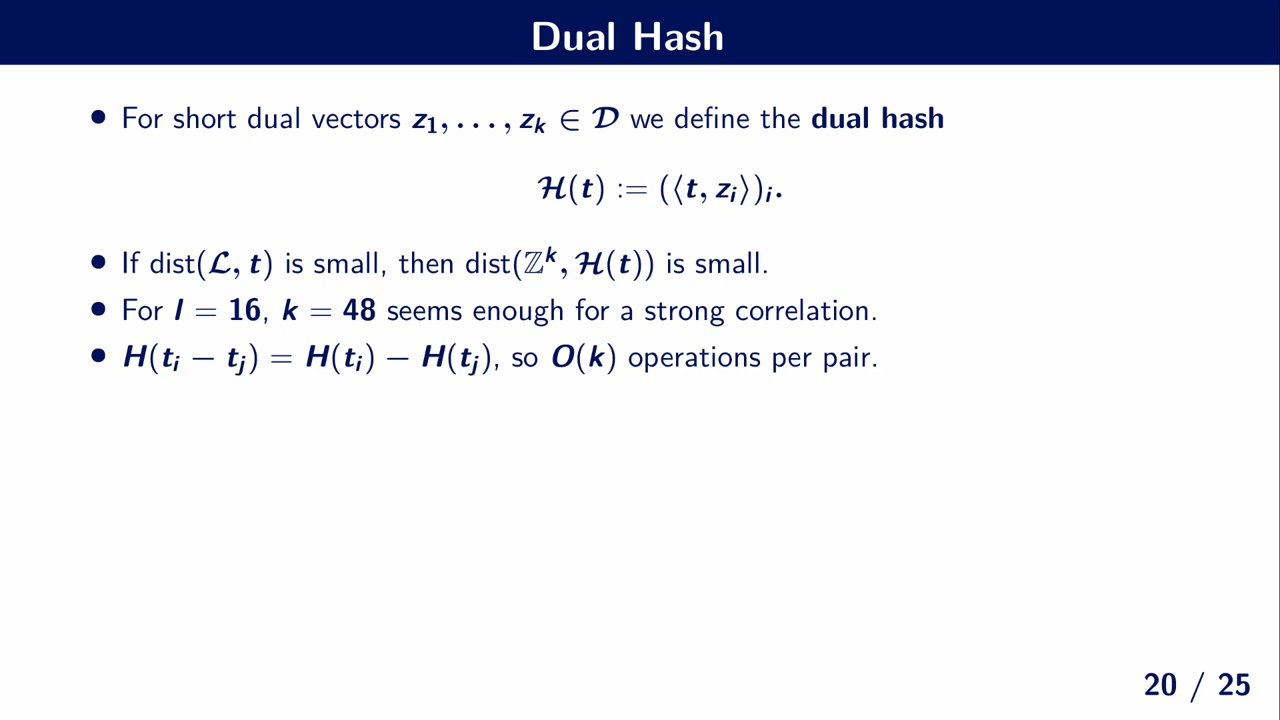 Dual Hash
• For short dual vectors z₁, . . . , zₖ ∈ 𝒟 we define the dual hash
ℋ(t) := (⟨t, zᵢ⟩)ᵢ.
• If dist(ℒ, t) is small, then dist(ℤᵏ, ℋ(t)) is small.
• For l = 16, k = 48 seems enough for a strong correlation.
• H(tᵢ − tⱼ) = H(tᵢ) − H(tⱼ), so O(k) operations per pair.
20 / 25